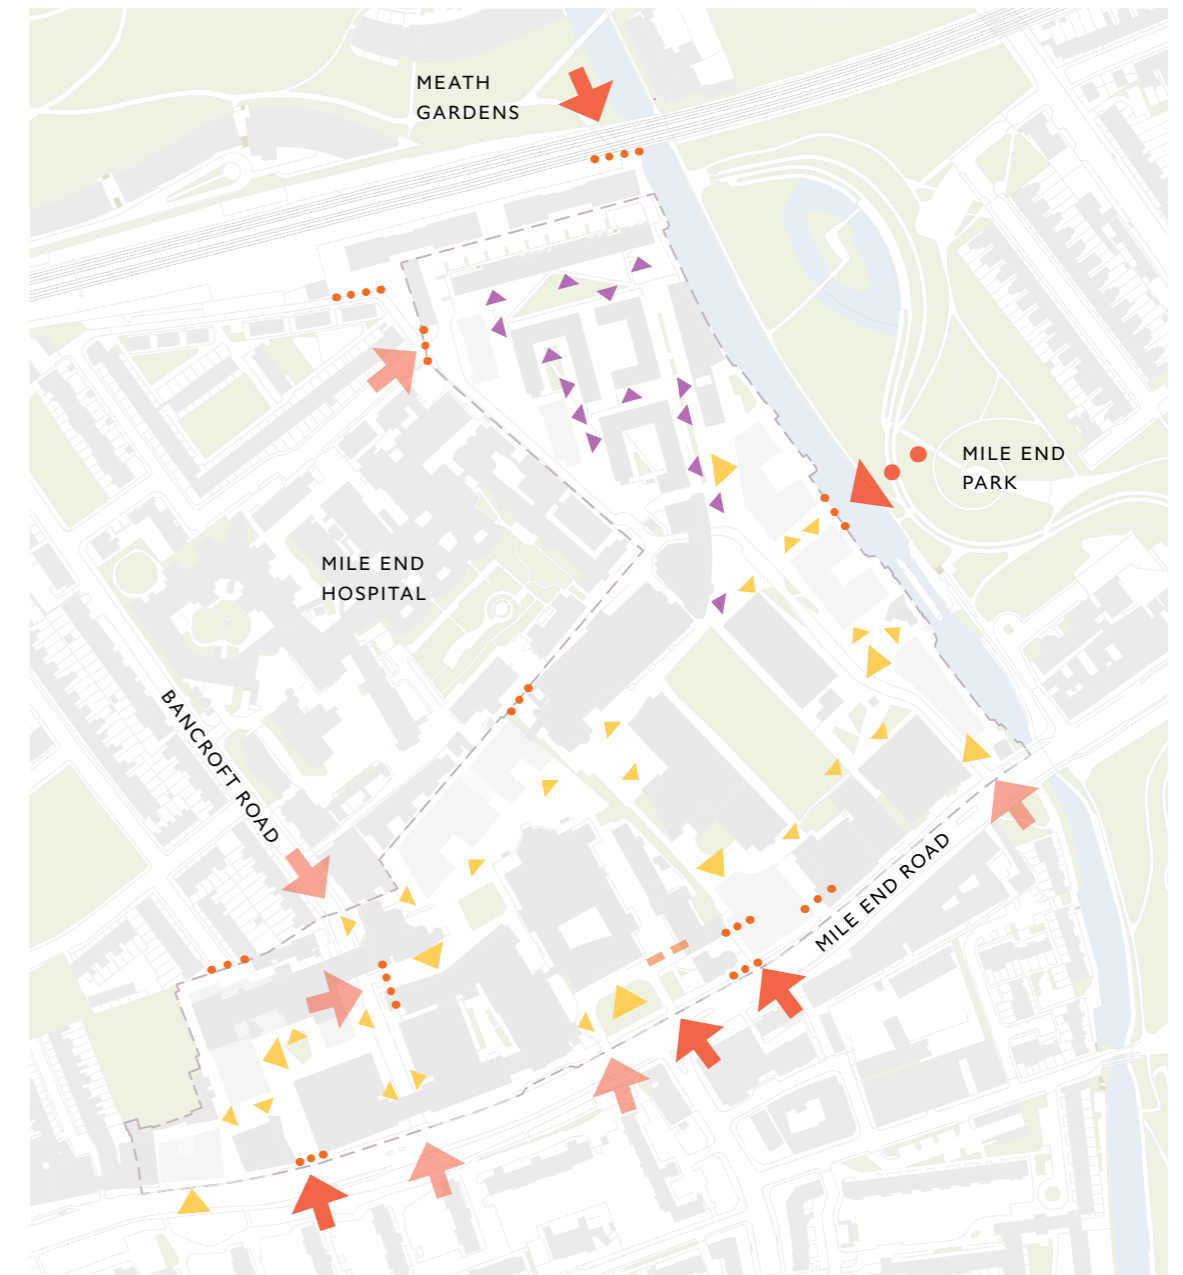 MEATH
GARDENS
MILE END
PARK
MILE END
HOSPITAL
BANCROFT ROAD
MILE END ROAD